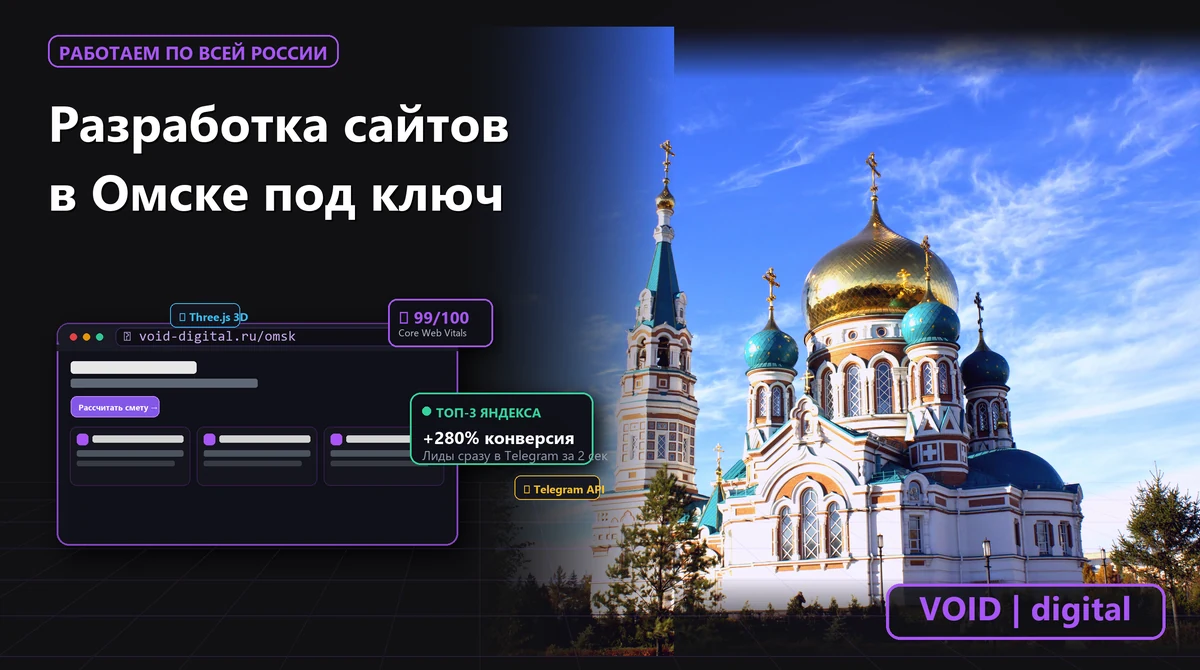 РАБОТАЕМ ПО ВСЕЙ РОССИИ
Разработка сайтов
в Омске под ключ
Three.js 3D
99/100
Core Web Vitals
void-digital.ru/omsk
Рассчитать смету →
ТОП-3 ЯНДЕКСА
+280% конверсия
Лиды сразу в Telegram за 2 сек
Telegram API
VOID | digital